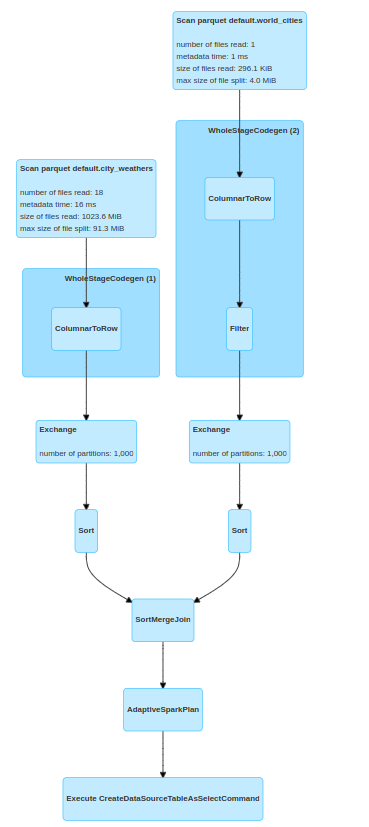 Scan parquet default.world_cities
number of files read: 1
metadata time: 1 ms
size of files read: 296.1 KiB
max size of file split: 4.0 MiB
WholeStageCodegen (2)
ColumnarToRow
Filter
Scan parquet default.city_weathers
number of files read: 18
metadata time: 16 ms
size of files read: 1023.6 MiB
max size of file split: 91.3 MiB
WholeStageCodegen (1)
ColumnarToRow
Exchange
number of partitions: 1,000
Exchange
number of partitions: 1,000
Sort
Sort
SortMergeJoin
AdaptiveSparkPlan
Execute CreateDataSourceTableAsSelectCommand